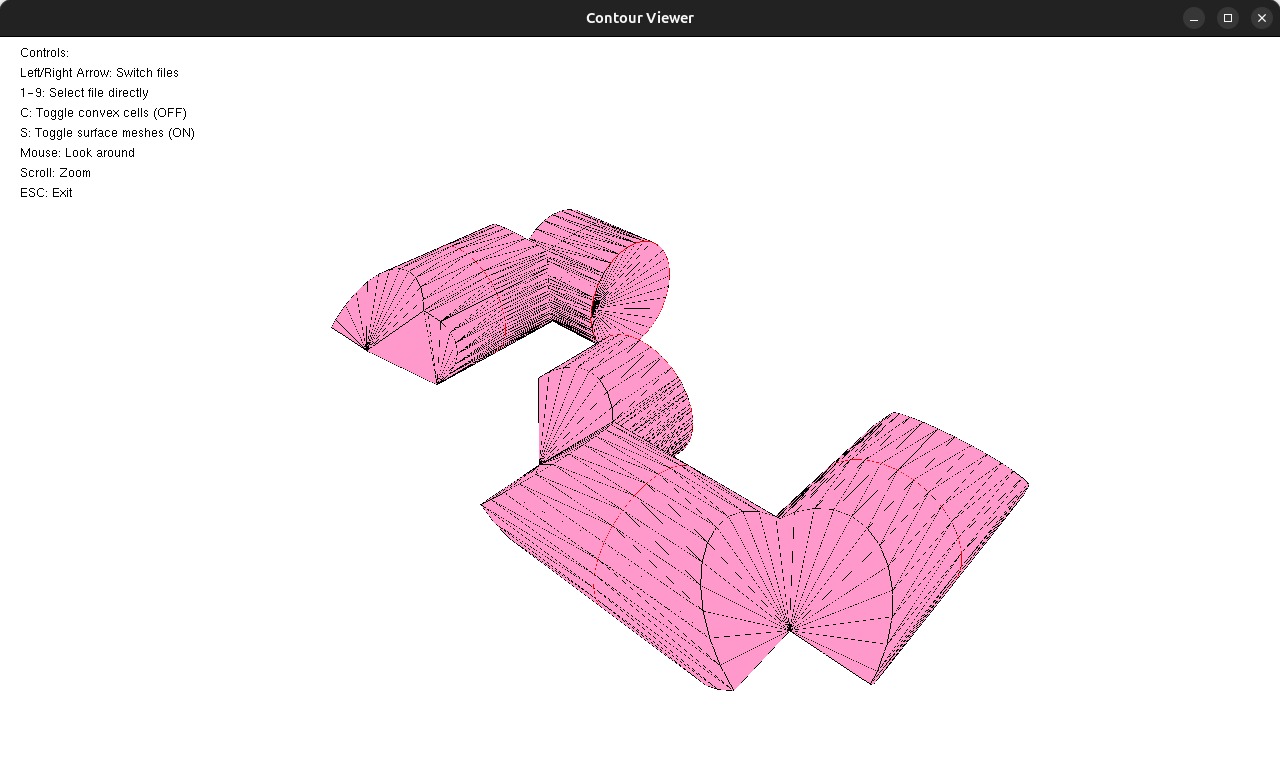 Contour Viewer
Controls:
Left/Right Arrow: Switch files
1-9: Select file directly
C: Toggle convex cells (OFF)
S: Toggle surface meshes (ON)
Mouse: Look around
Scroll: Zoom
ESC: Exit